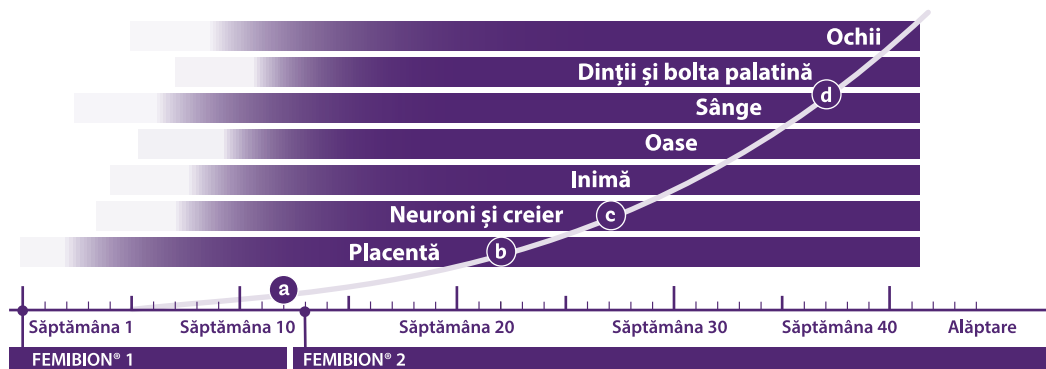 Ochii
Dinții și bolta palatină
d
Sânge
Oase
Inimă
Neuroni și creier
c
Placentă
b
a
Săptămâna 1
Săptămâna 10
Săptămâna 20
Săptămâna 30
Săptămâna 40
Alăptare
FEMIBION® 1
FEMIBION® 2